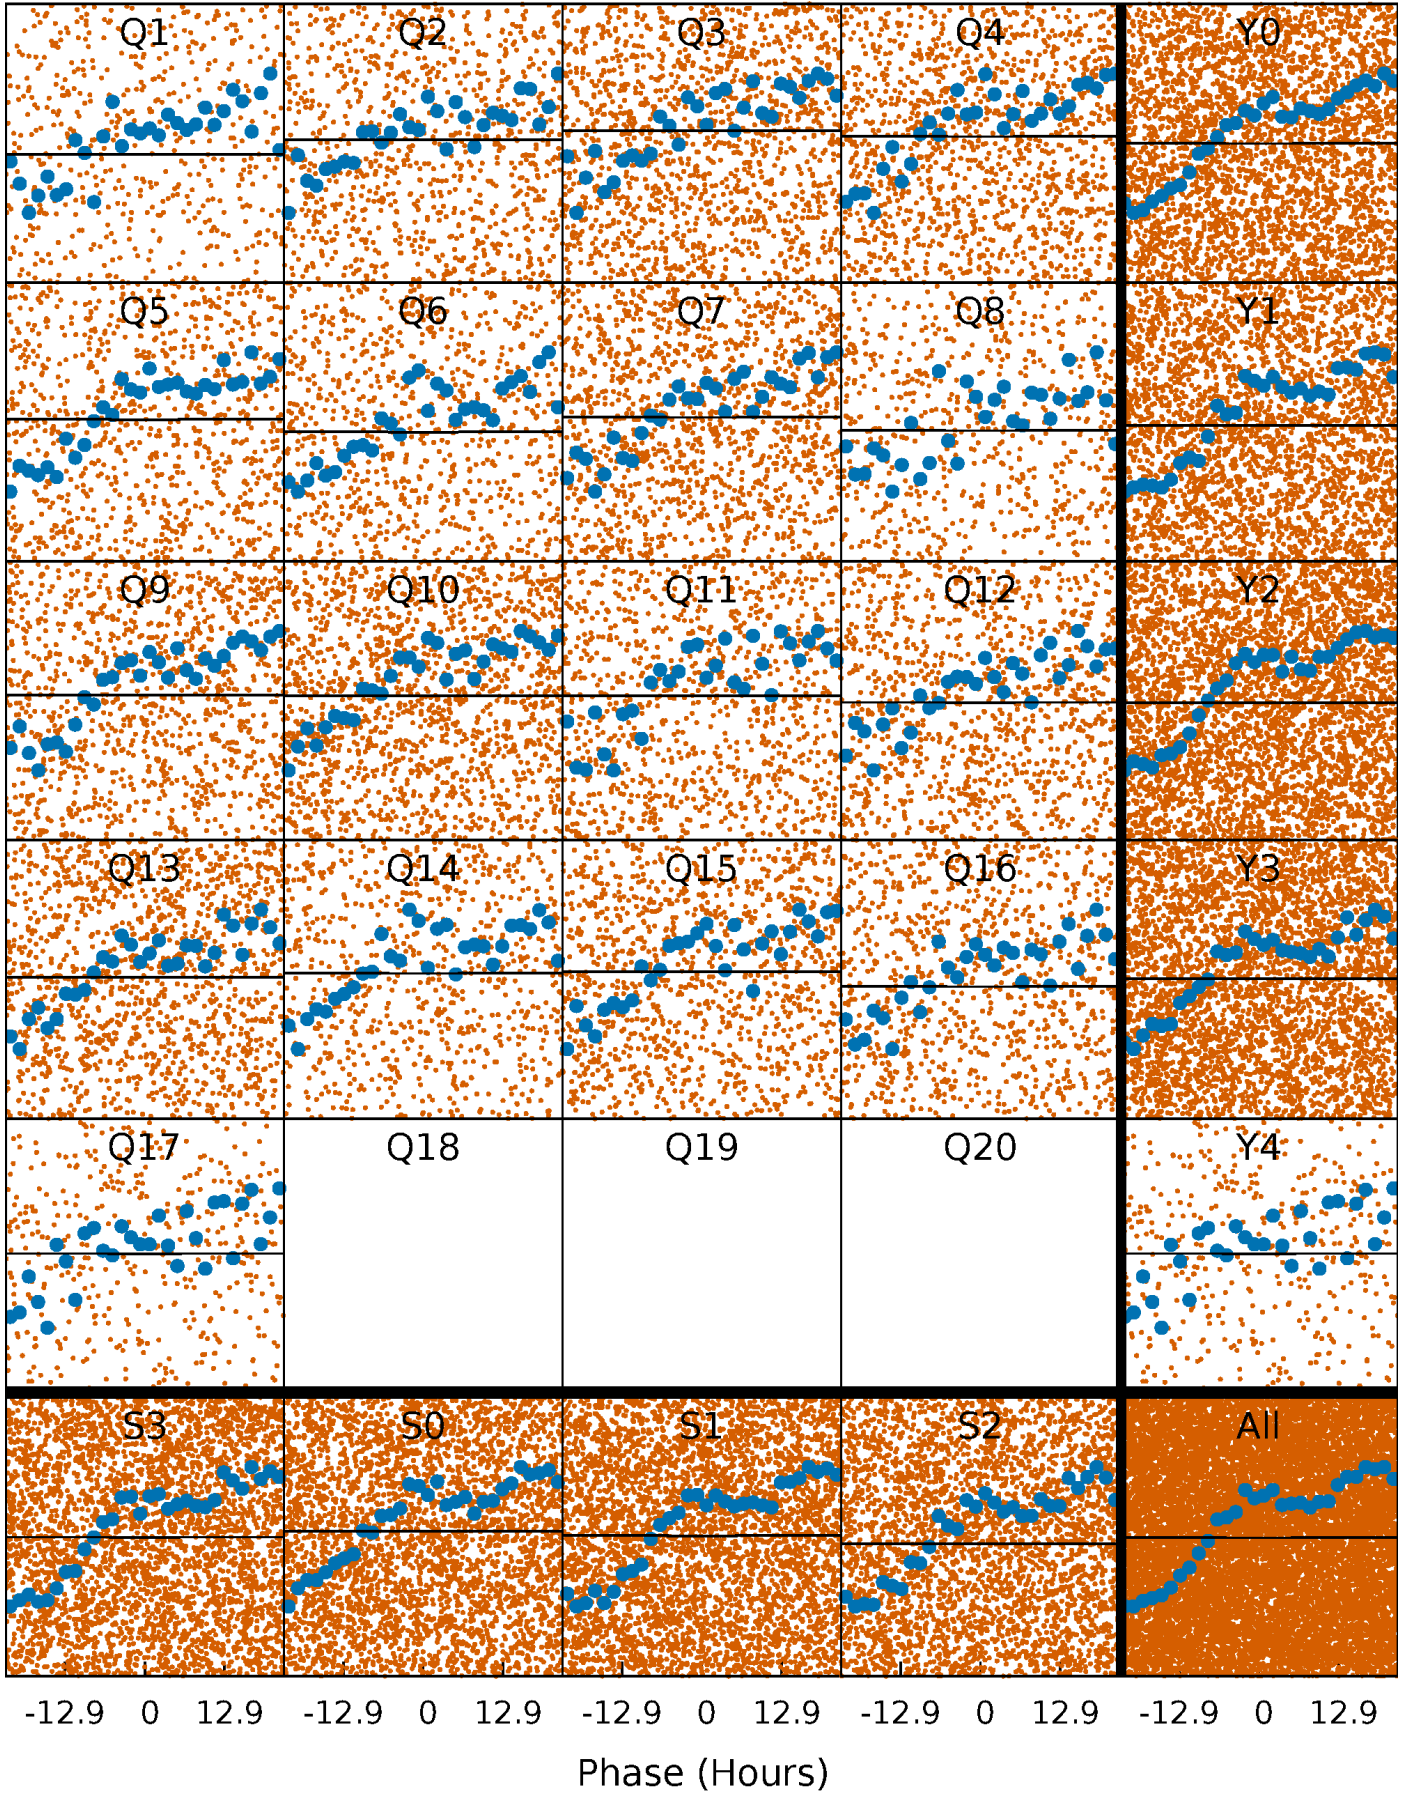 Q1 Q2 Q3 Q4 Y0
Q5 Q6 Q7 Q8 Y1
Q9 Q10 Q11 Q12 Y2
Q13 Q14 Q15 Q16 Y3
Q17 Q18 Q19 Q20 Y4
S3 S0 S1 S2 All
-12.9 0 12.9 -12.9 0 12.9 -12.9 0 12.9 -12.9 0 12.9 -12.9 0 12.9
Phase (Hours)